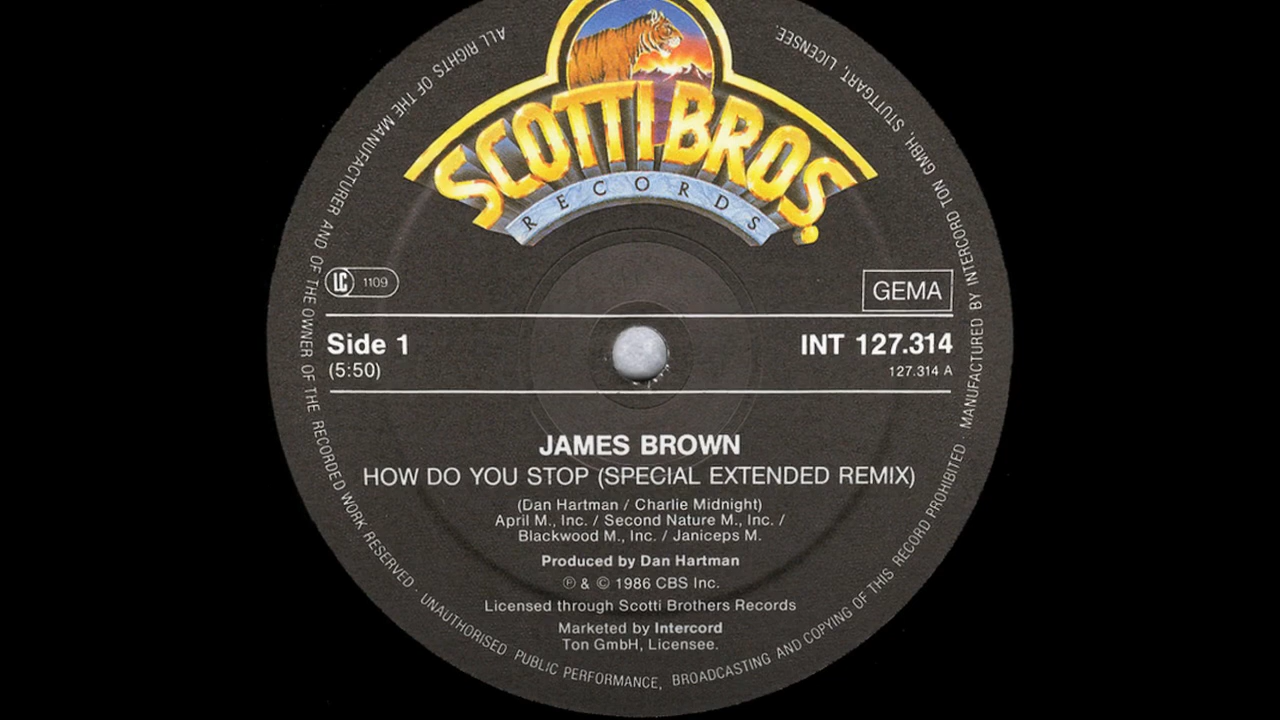 SCOTTI BROS.
RECORDS
LC 1109
GEMA
Side 1
INT 127.314
(5:50)
127.314 A
JAMES BROWN
HOW DO YOU STOP (SPECIAL EXTENDED REMIX)
(Dan Hartman / Charlie Midnight)
April M., Inc. / Second Nature M., Inc. /
Blackwood M., Inc. / Janiceps M.
Produced by Dan Hartman
℗ & © 1986 CBS Inc.
Licensed through Scotti Brothers Records
Marketed by Intercord
Ton GmbH, Licensee.
ALL RIGHTS OF THE MANUFACTURER AND OF THE OWNER OF THE RECORDED WORK RESERVED · UNAUTHORISED PUBLIC PERFORMANCE, BROADCASTING AND COPYING OF THIS RECORD PROHIBITED · MANUFACTURED BY INTERCORD TON GMBH, STUTTGART, LICENSEE.